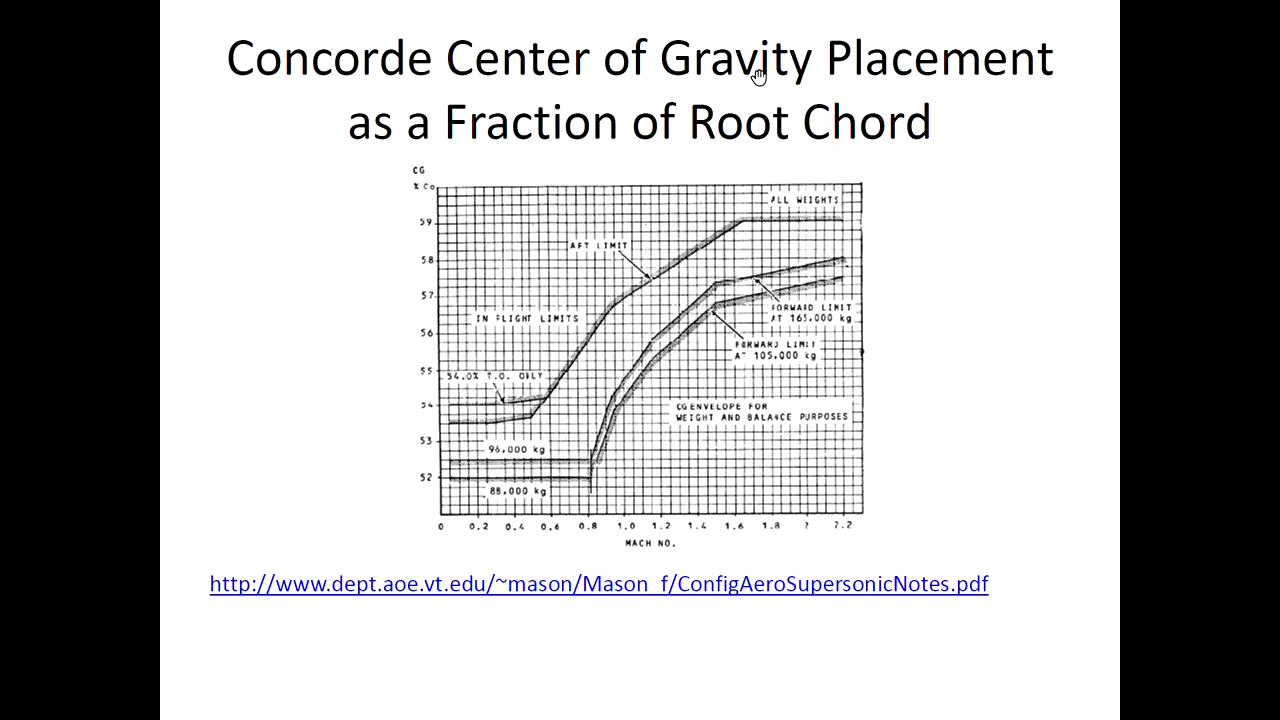 Concorde Center of Gravity Placement
as a Fraction of Root Chord
CG
% Co
ALL WEIGHTS
59
AFT LIMIT
58
57
FORWARD LIMIT
AT 165,000 kg
IN FLIGHT LIMITS
56
FORWARD LIMIT
AT 105,000 kg
55
54.0% T.O. ONLY
54
CG ENVELOPE FOR
WEIGHT AND BALANCE PURPOSES
53
96,000 kg
52
88,000 kg
0 0.2 0.4 0.6 0.8 1.0 1.2 1.4 1.6 1.8 2 2.2
MACH NO.
http://www.dept.aoe.vt.edu/~mason/Mason_f/ConfigAeroSupersonicNotes.pdf